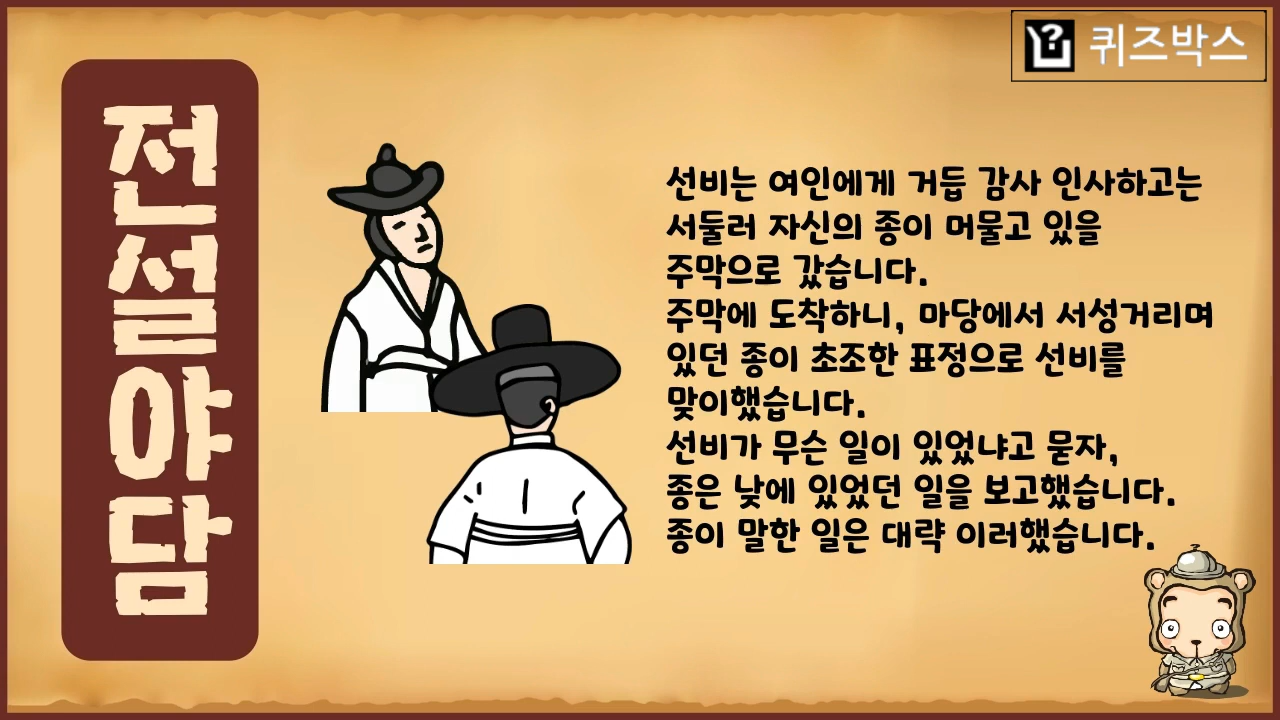 퀴즈박스
전설야담
선비는 여인에게 거듭 감사 인사하고는
서둘러 자신의 종이 머물고 있을
주막으로 갔습니다.
주막에 도착하니, 마당에서 서성거리며
있던 종이 초조한 표정으로 선비를
맞이했습니다.
선비가 무슨 일이 있었냐고 묻자,
종은 낮에 있었던 일을 보고했습니다.
종이 말한 일은 대략 이러했습니다.